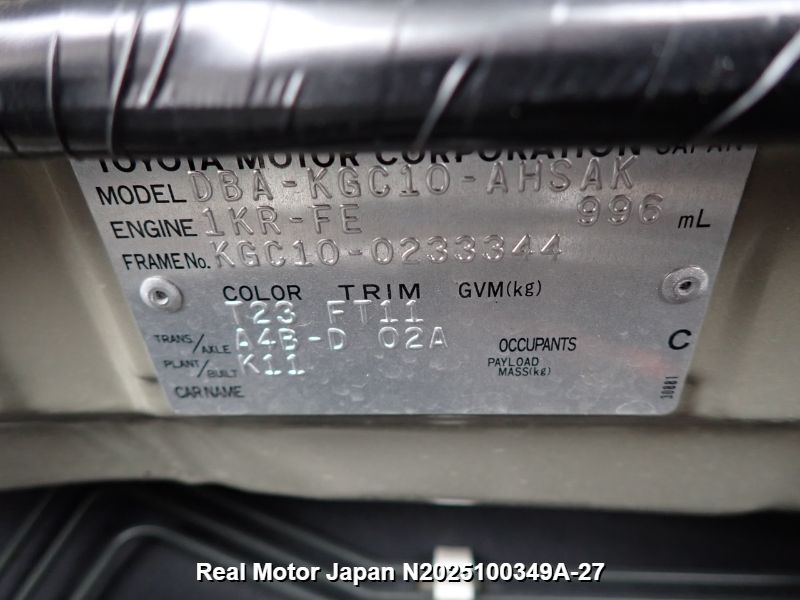 TOYOTA MOTOR CORPORATION JAPAN
MODEL DBA-KGC10-AHSAK
ENGINE 1KR-FE 996 mL
FRAME No. KGC10-0233344
COLOR TRIM GVM(kg)
T23 FT11
TRANS./AXLE A4B-D 02A OCCUPANTS C
PLANT/BUILT K11 PAYLOAD MASS(kg)
CAR NAME
30881
Real Motor Japan N2025100349A-27